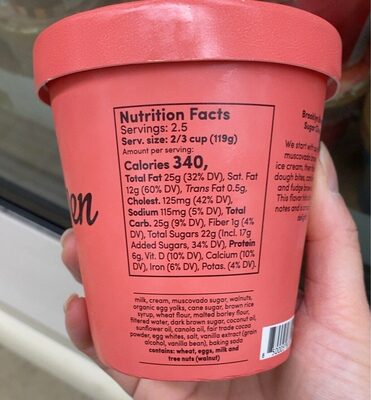 Nutrition Facts
Servings: 2.5
Serv. size: 2/3 cup (119g)
Amount per serving:
Calories 340,
Total Fat 25g (32% DV), Sat. Fat
12g (60% DV), Trans Fat 0.5g,
Cholest. 125mg (42% DV),
Sodium 115mg (5% DV), Total
Carb. 25g (9% DV), Fiber 1g (4%
DV), Total Sugars 22g (Incl. 17g
Added Sugars, 34% DV), Protein
6g, Vit. D (10% DV), Calcium (10%
DV), Iron (6% DV), Potas. (4% DV).
milk, cream, muscovado sugar, walnuts,
organic egg yolks, cane sugar, brown rice
syrup, wheat flour, malted barley flour,
filtered water, dark brown sugar, coconut oil,
sunflower oil, canola oil, fair trade cocoa
powder, egg whites, salt, vanilla extract (grain
alcohol, vanilla bean), baking soda
contains: wheat, eggs, milk and
tree nuts (walnut)
We start
muscovado
ice cream, then
dough bites,
and fudge brown
This flavor
notes and